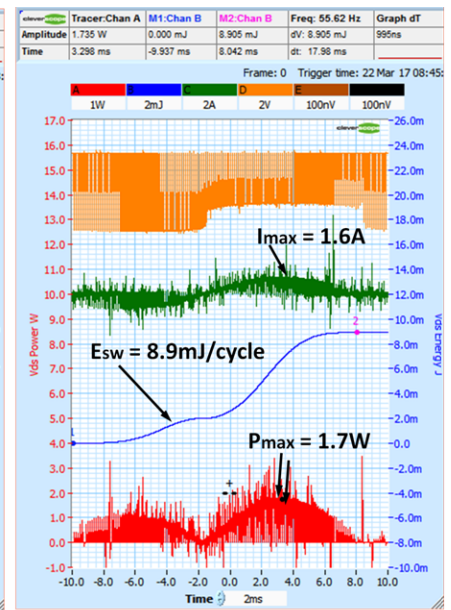 cleverscope Tracer:Chan A M1:Chan B M2:Chan B Freq: 55.62 Hz Graph dT
Amplitude 1.735 W 0.000 mJ 8.905 mJ dV: 8.905 mJ 995ns
Time 3.298 ms -9.937 ms 8.042 ms dt: 17.98 ms
Frame: 0 Trigger time: 22 Mar 17 08:45:
A B C D E
1W 2mJ 2A 2V 100mV 100mV
cleverscope
17.0 26.0m
16.0 24.0m
15.0 22.0m
14.0 20.0m
13.0 18.0m
12.0 16.0m
11.0 14.0m
10.0 12.0m
9.0 10.0m
8.0 8.0m
7.0 6.0m
6.0 4.0m
5.0 2.0m
4.0 0.0
3.0 -2.0m
2.0 -4.0m
1.0 -6.0m
0.0 -8.0m
-1.0 -10.0m
Vds Power W
Vds Energy J
Imax = 1.6A
Esw = 8.9mJ/cycle
Pmax = 1.7W
1
2
-10.0 -8.0 -6.0 -4.0 -2.0 0.0 2.0 4.0 6.0 8.0 10.0
Time 2ms